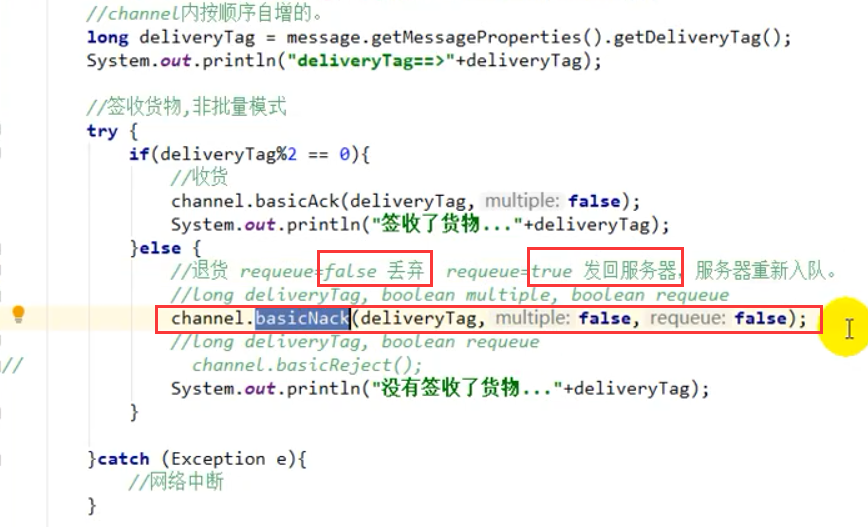 //channel内按顺序自增的。
long deliveryTag = message.getMessageProperties().getDeliveryTag();
System.out.println("deliveryTag==>"+deliveryTag);
//签收货物,非批量模式
try {
if(deliveryTag%2 == 0){
//收货
channel.basicAck(deliveryTag, multiple: false);
System.out.println("签收了货物..."+deliveryTag);
}else {
//退货 requeue=false 丢弃 requeue=true 发回服务器，服务器重新入队。
//long deliveryTag, boolean multiple, boolean requeue
channel.basicNack(deliveryTag, multiple: false, requeue: false);
//long deliveryTag, boolean requeue
// channel.basicReject();
System.out.println("没有签收了货物..."+deliveryTag);
}
}catch (Exception e){
//网络中断
}